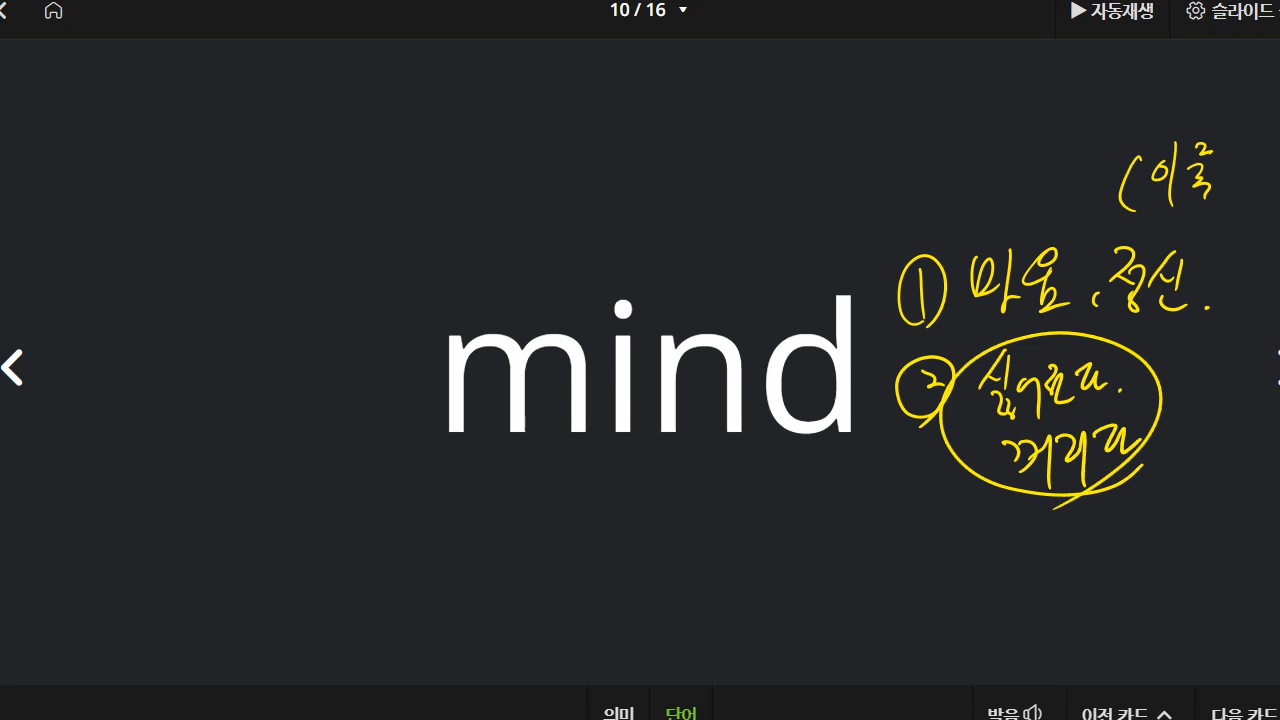 10 / 16
자동재생
슬라이드
mind
① 마음, 정신.
② 싫어하다.
꺼리다
의미
단어
발음
이전 카드
다음 카드